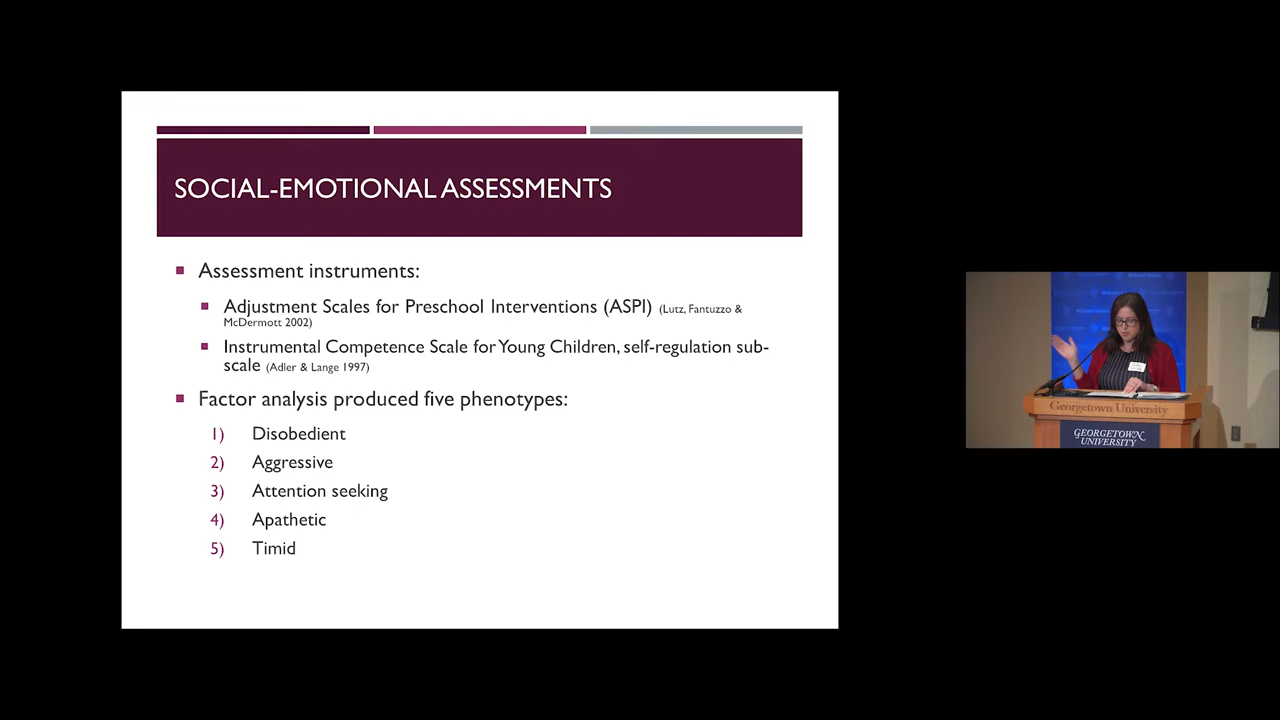 SOCIAL-EMOTIONAL ASSESSMENTS
Assessment instruments:
Adjustment Scales for Preschool Interventions (ASPI) (Lutz, Fantuzzo &
McDermott 2002)
Instrumental Competence Scale for Young Children, self-regulation sub-
scale (Adler & Lange 1997)
Factor analysis produced five phenotypes:
1) Disobedient
2) Aggressive
3) Attention seeking
4) Apathetic
5) Timid
Georgetown University
GEORGETOWN
UNIVERSITY